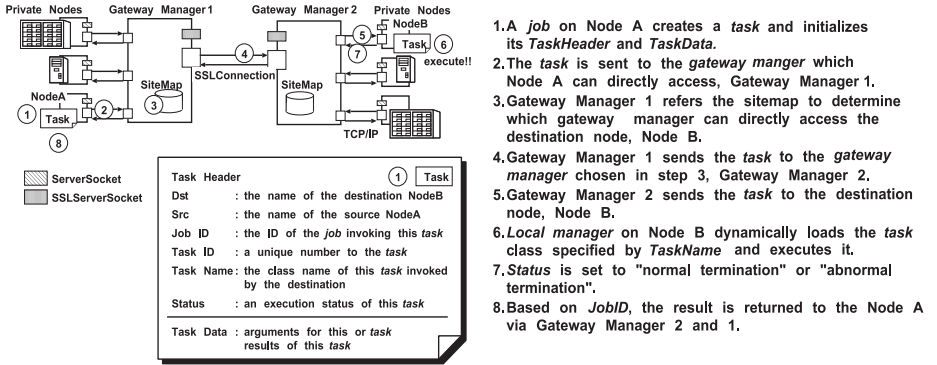 Private Nodes
Gateway Manager 1
Gateway Manager 2
Private Nodes
NodeB
5
Task
6
execute!!
4
7
SSLConnection
SiteMap
3
SiteMap
NodeA
1
Task
2
8
TCP/IP
ServerSocket
SSLServerSocket
Task Header
1
Task
Dst : the name of the destination NodeB
Src : the name of the source NodeA
Job ID : the ID of the job invoking this task
Task ID : a unique number to the task
Task Name: the class name of this task invoked
by the destination
Status : an execution status of this task
Task Data : arguments for this or task
results of this task
1.A job on Node A creates a task and initializes
its TaskHeader and TaskData.
2.The task is sent to the gateway manger which
Node A can directly access, Gateway Manager 1.
3.Gateway Manager 1 refers the sitemap to determine
which gateway manager can directly access the
destination node, Node B.
4.Gateway Manager 1 sends the task to the gateway
manager chosen in step 3, Gateway Manager 2.
5.Gateway Manager 2 sends the task to the destination
node, Node B.
6.Local manager on Node B dynamically loads the task
class specified by TaskName and executes it.
7.Status is set to "normal termination" or "abnormal
termination".
8.Based on JobID, the result is returned to the Node A
via Gateway Manager 2 and 1.